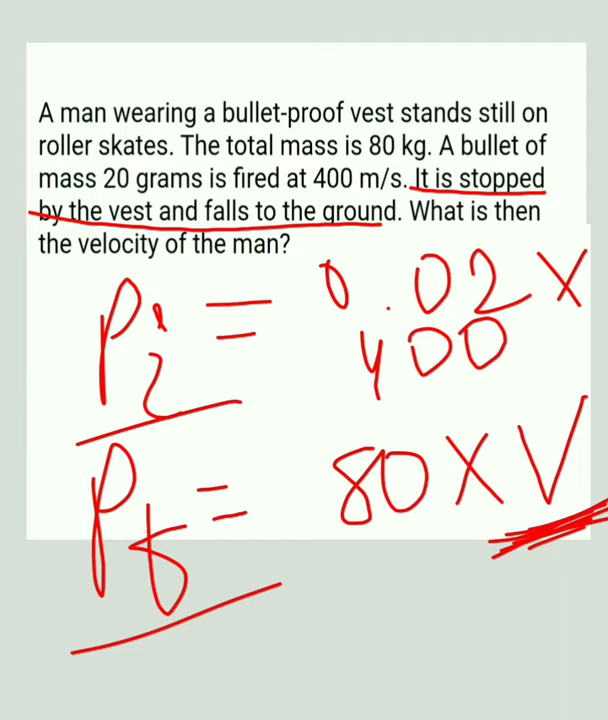 A man wearing a bullet-proof vest stands still on
roller skates. The total mass is 80 kg. A bullet of
mass 20 grams is fired at 400 m/s. It is stopped
by the vest and falls to the ground. What is then
the velocity of the man?
Pi = 0.02 X
400
Pf = 80 X V